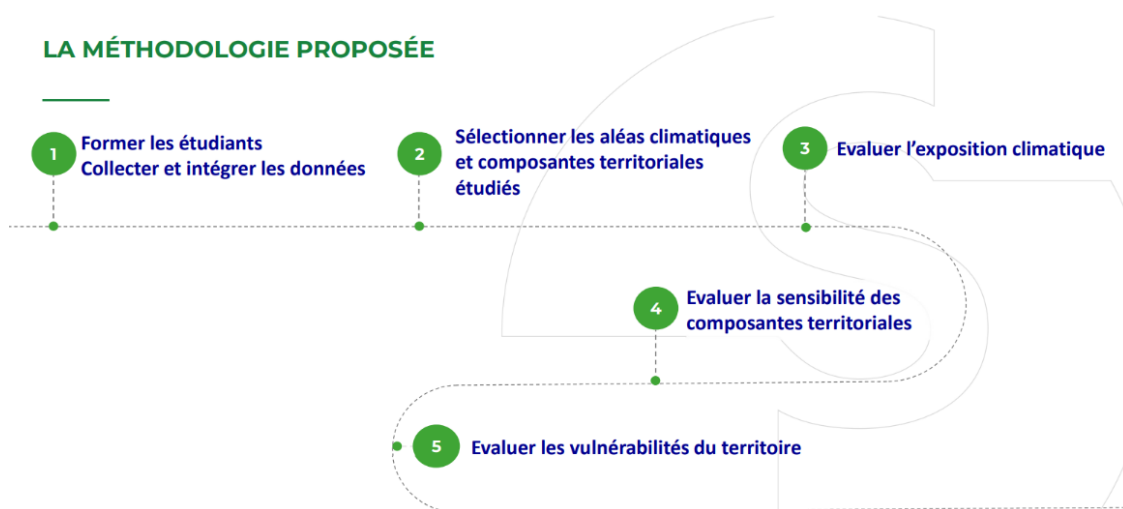 LA MÉTHODOLOGIE PROPOSÉE
1
Former les étudiants
Collecter et intégrer les données
2
Sélectionner les aléas climatiques
et composantes territoriales
étudiés
3
Evaluer l'exposition climatique
4
Evaluer la sensibilité des
composantes territoriales
5
Evaluer les vulnérabilités du territoire